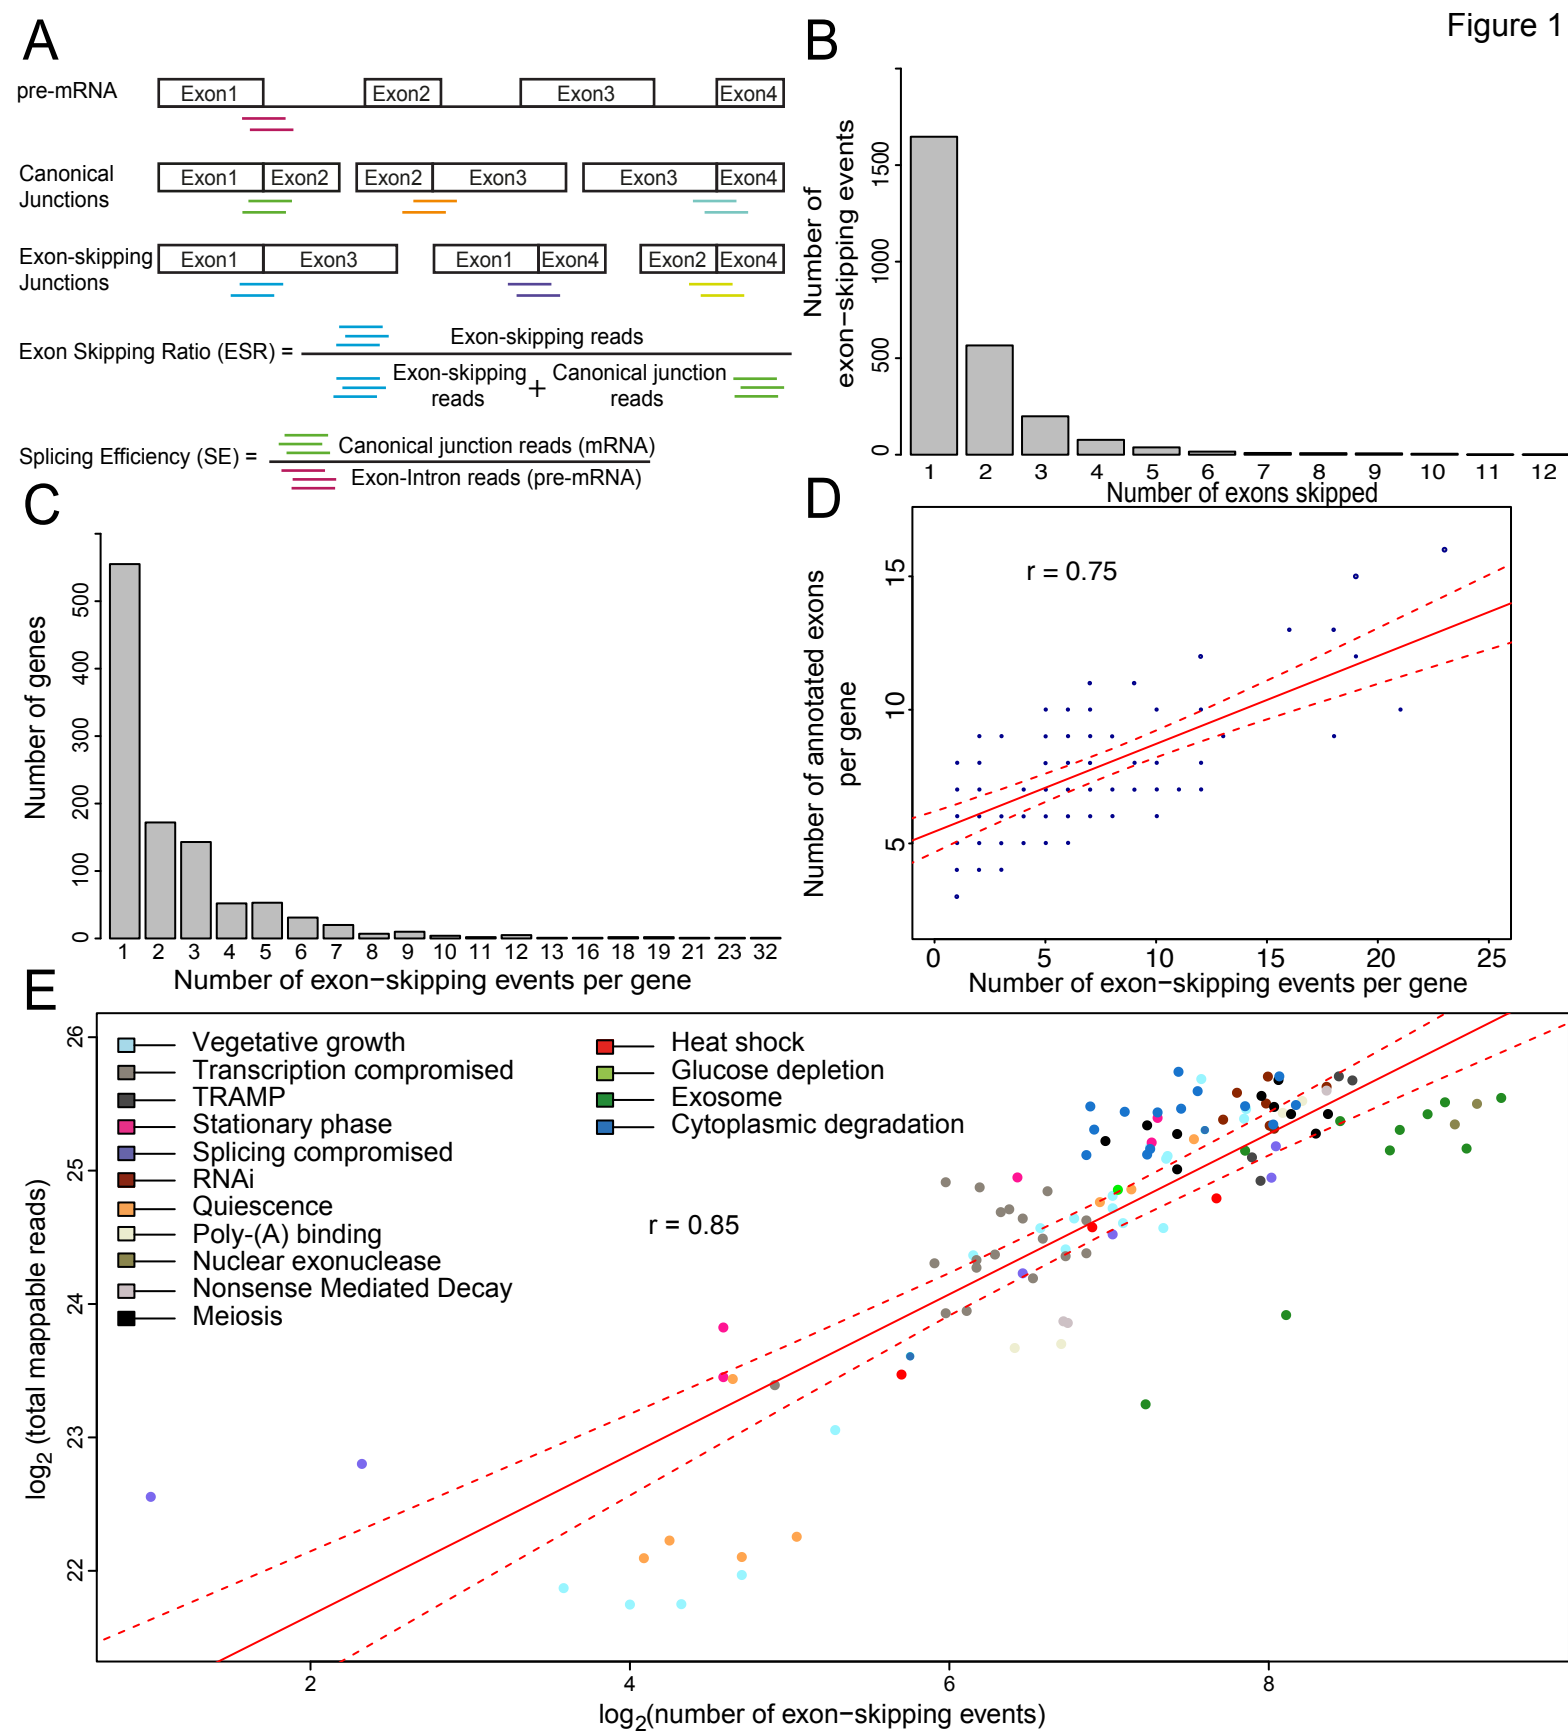 Figure 1
A
pre-mRNA
Exon1
Exon2
Exon3
Exon4
Canonical
Junctions
Exon1
Exon2
Exon2
Exon3
Exon3
Exon4
Exon-skipping
Junctions
Exon1
Exon3
Exon1
Exon4
Exon2
Exon4
Exon Skipping Ratio (ESR) =
Exon-skipping reads
Exon-skipping
reads
+
Canonical junction
reads
Splicing Efficiency (SE) =
Canonical junction reads (mRNA)
Exon-Intron reads (pre-mRNA)
B
Number of
exon−skipping events
0
500
1000
1500
1 2 3 4 5 6 7 8 9 10 11 12
Number of exons skipped
C
Number of genes
0
100
200
300
400
500
1 2 3 4 5 6 7 8 9 10 11 12 13 16 18 19 21 23 32
Number of exon−skipping events per gene
D
r = 0.75
Number of annotated exons
per gene
5
10
15
0 5 10 15 20 25
Number of exon−skipping events per gene
E
Vegetative growth
Transcription compromised
TRAMP
Stationary phase
Splicing compromised
RNAi
Quiescence
Poly-(A) binding
Nuclear exonuclease
Nonsense Mediated Decay
Meiosis
Heat shock
Glucose depletion
Exosome
Cytoplasmic degradation
r = 0.85
log2 (total mappable reads)
22
23
24
25
26
2 4 6 8
log2(number of exon−skipping events)